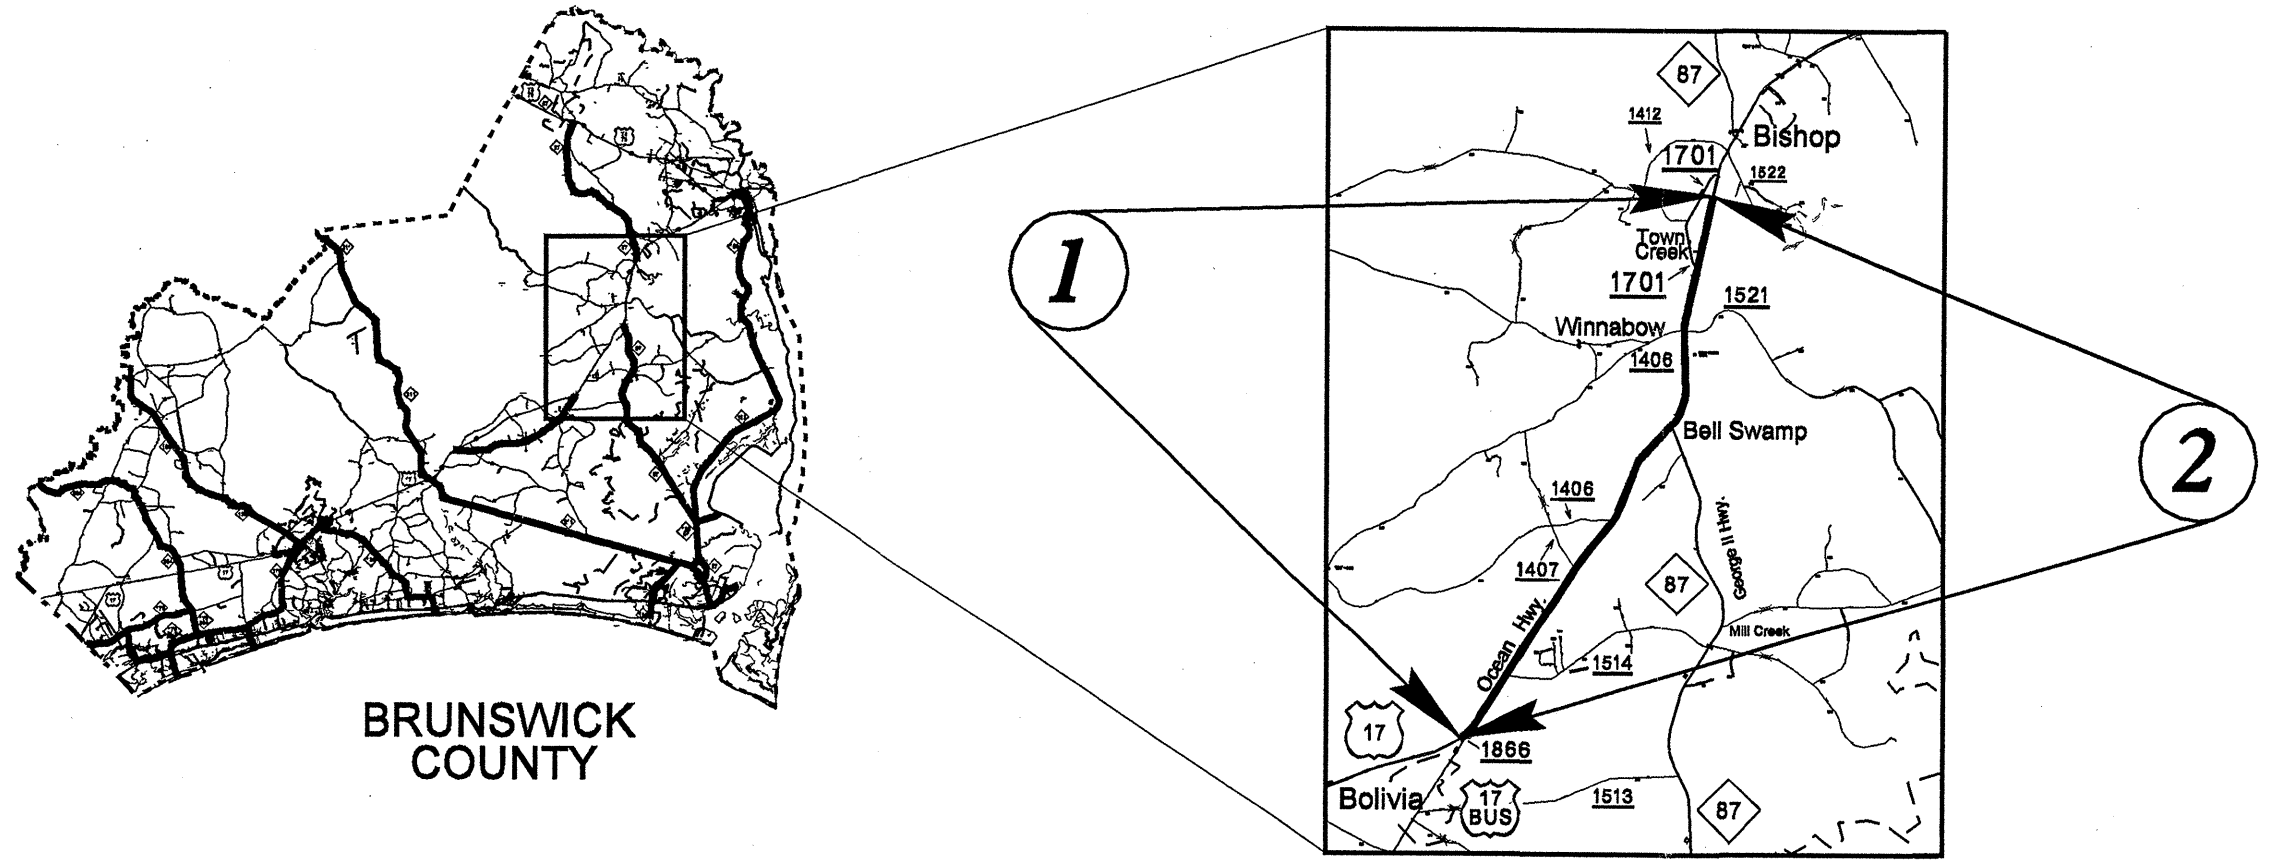 BRUNSWICK
COUNTY
1
2
87
Bishop
1412
1701
1522
Town
Creek
1701
1521
Winnabow
1406
Bell Swamp
1406
1407
George II Hwy.
87
Ocean Hwy.
Mill Creek
1514
17
1866
Bolivia
17
BUS
1513
87